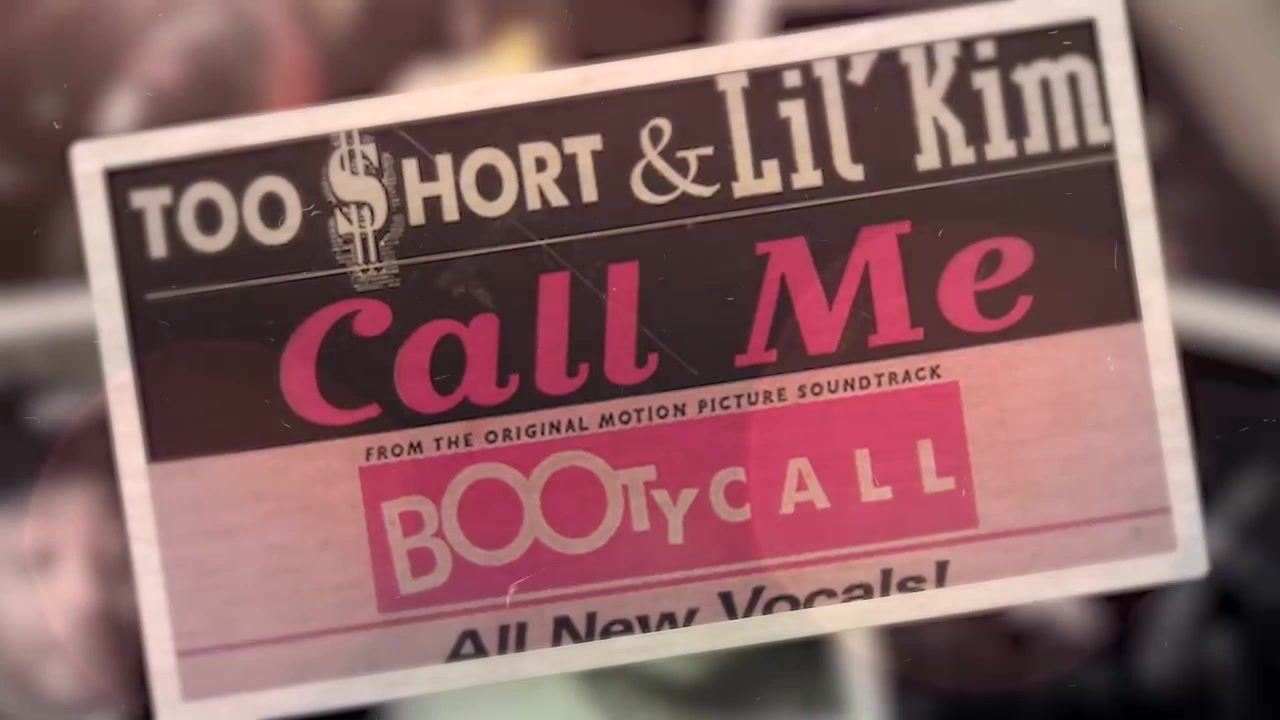 TOO $HORT & Lil' Kim
Call Me
FROM THE ORIGINAL MOTION PICTURE SOUNDTRACK
BOOTY CALL
All New Vocals!